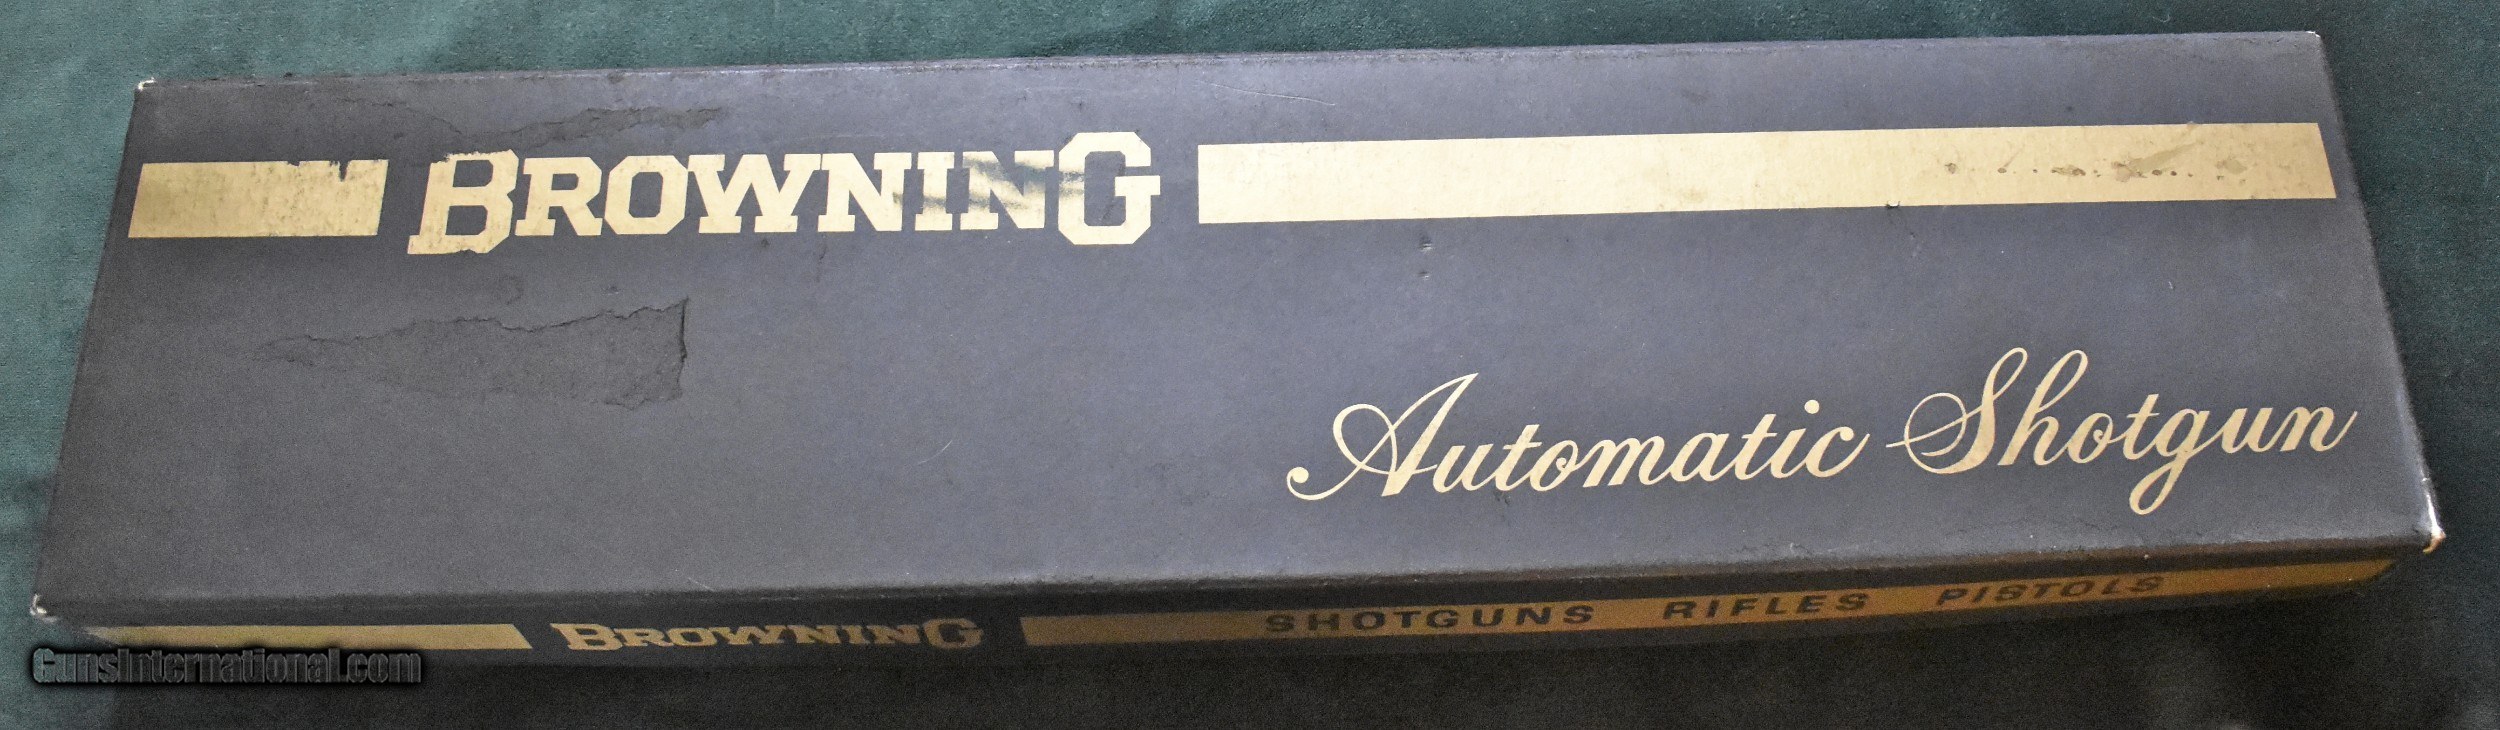 BROWNING
Automatic Shotgun
BROWNING SHOTGUNS RIFLES PISTOLS
GunsInternational.com